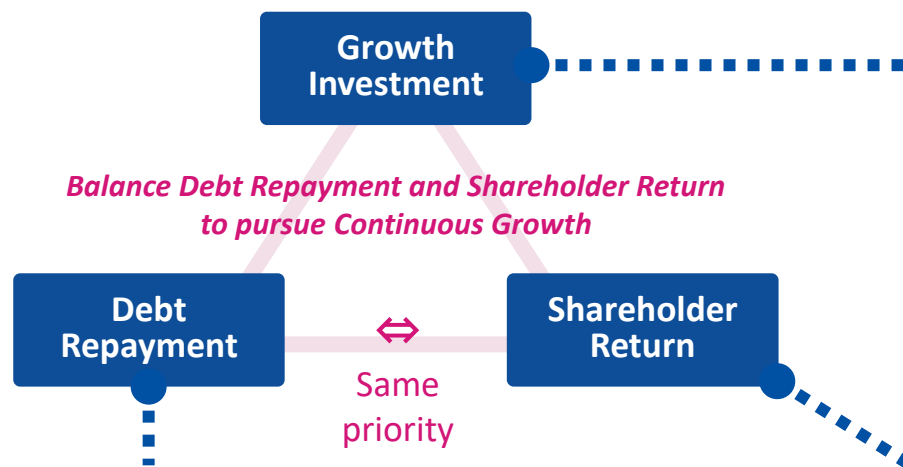 Growth
Investment
Balance Debt Repayment and Shareholder Return
to pursue Continuous Growth
Debt
Repayment
Shareholder
Return
Same
priority